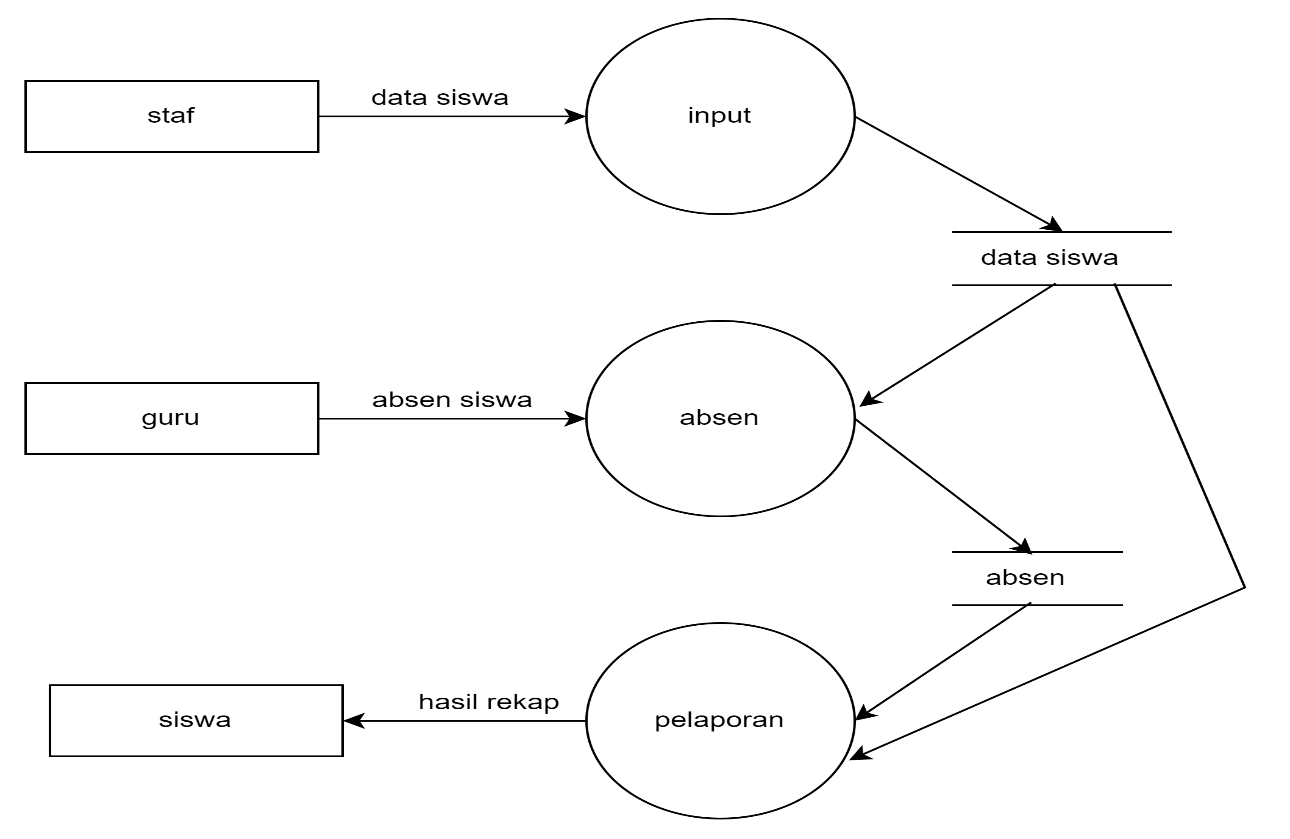 staf
data siswa
input
data siswa
guru
absen siswa
absen
absen
siswa
hasil rekap
pelaporan